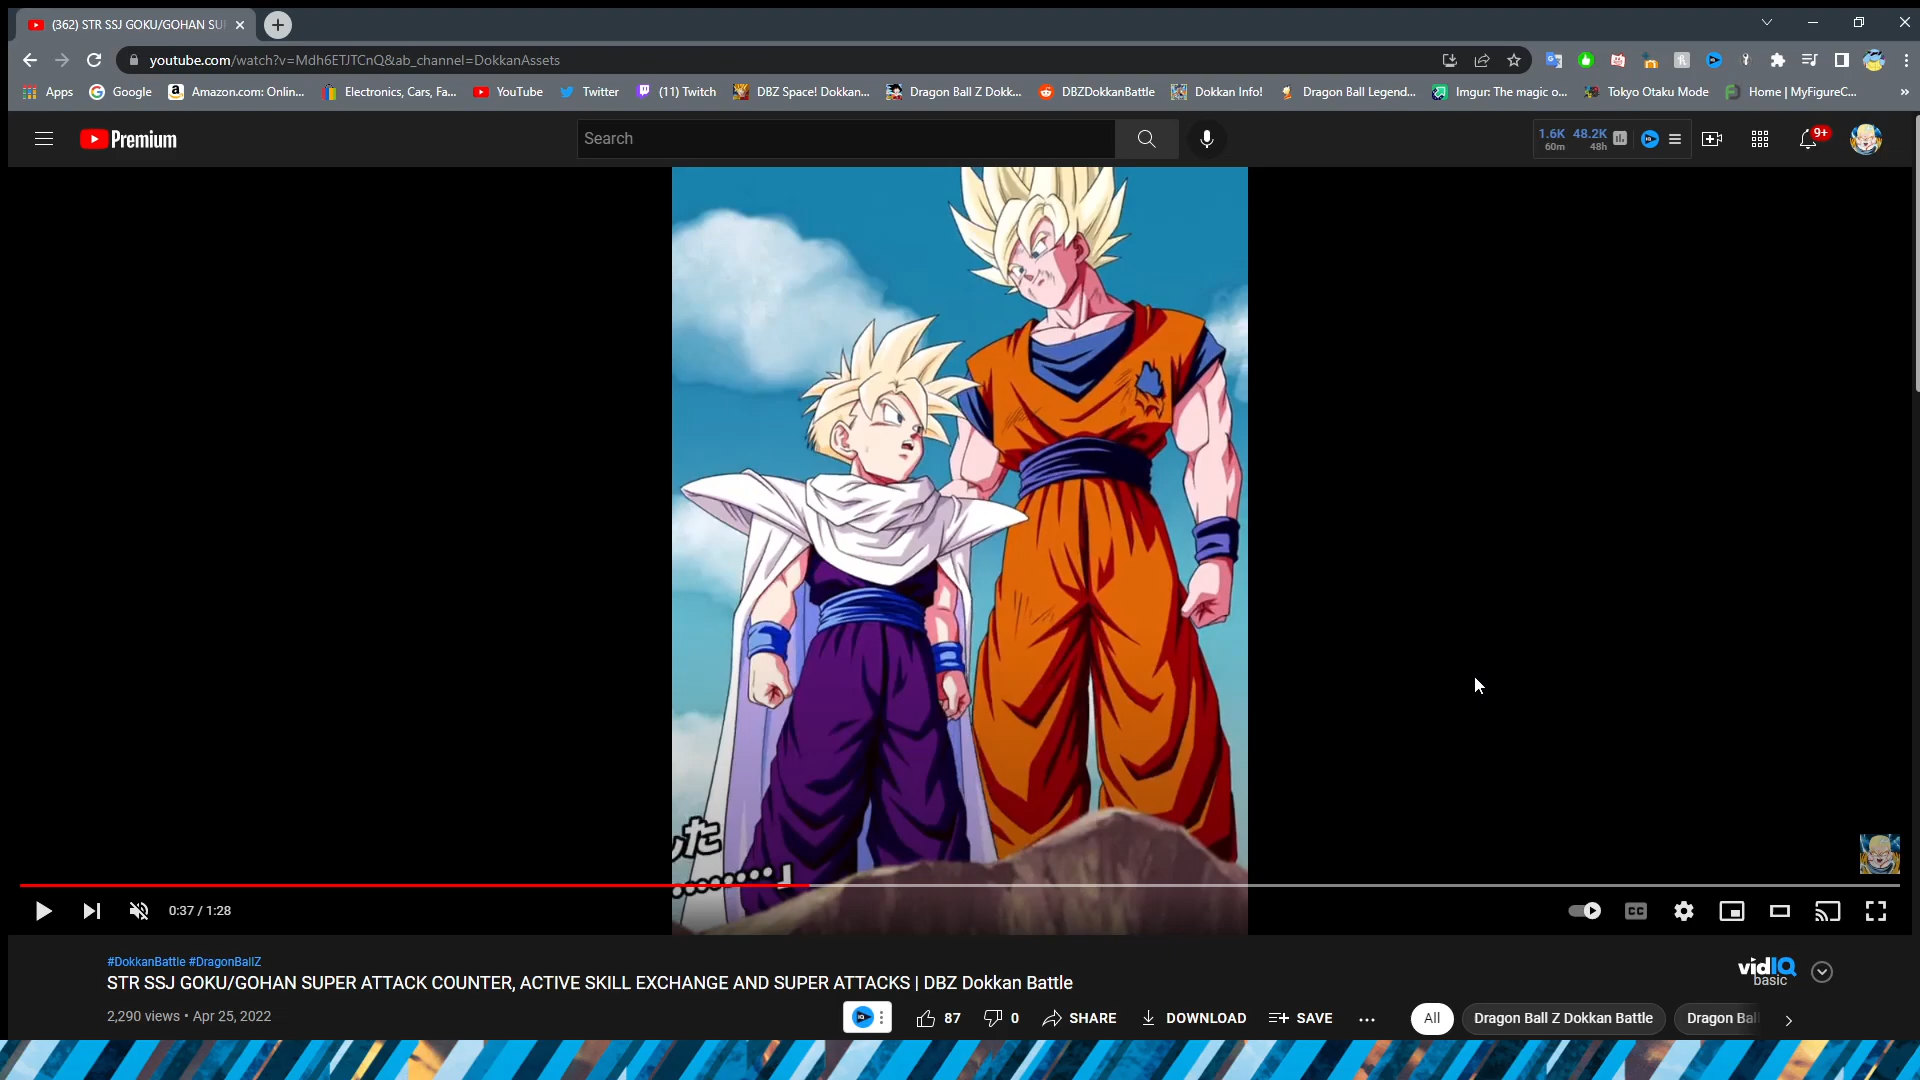 (362) STR SSJ GOKU/GOHAN SU
youtube.com/watch?v=Mdh6ETJTCnQ&ab_channel=DokkanAssets
Apps
Google
Amazon.com: Onlin...
Electronics, Cars, Fa...
YouTube
Twitter
(11) Twitch
DBZ Space! Dokkan...
Dragon Ball Z Dokk...
DBZDokkanBattle
Dokkan Info!
Dragon Ball Legend...
Imgur: The magic o...
Tokyo Otaku Mode
Home | MyFigureC...
»
Premium
Search
1.6K 48.2K
60m 48h
9+
した
………」
0:37 / 1:28
CC
#DokkanBattle #DragonBallZ
STR SSJ GOKU/GOHAN SUPER ATTACK COUNTER, ACTIVE SKILL EXCHANGE AND SUPER ATTACKS | DBZ Dokkan Battle
vidIQ
basic
2,290 views • Apr 25, 2022
87
0
SHARE
DOWNLOAD
SAVE
...
All
Dragon Ball Z Dokkan Battle
Dragon Bal